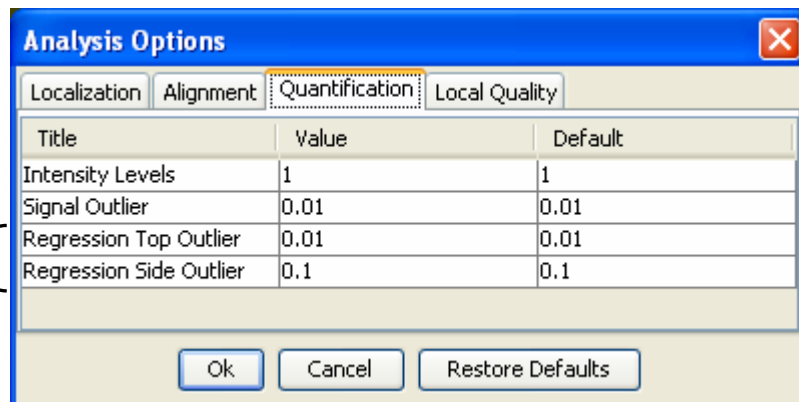 Analysis Options
Localization Alignment Quantification Local Quality
Title Value Default
Intensity Levels 1 1
Signal Outlier 0.01 0.01
Regression Top Outlier 0.01 0.01
Regression Side Outlier 0.1 0.1
Ok Cancel Restore Defaults